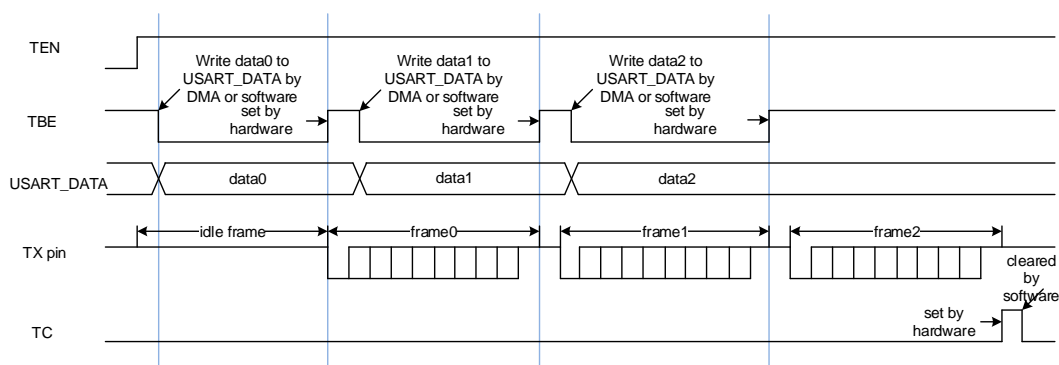 TEN
Write data0 to
USART_DATA by
DMA or software
Write data1 to
USART_DATA by
DMA or software
Write data2 to
USART_DATA by
DMA or software
TBE
set by
hardware
set by
hardware
set by
hardware
USART_DATA
data0
data1
data2
TX pin
idle frame
frame0
frame1
frame2
cleared
by
software
TC
set by
hardware